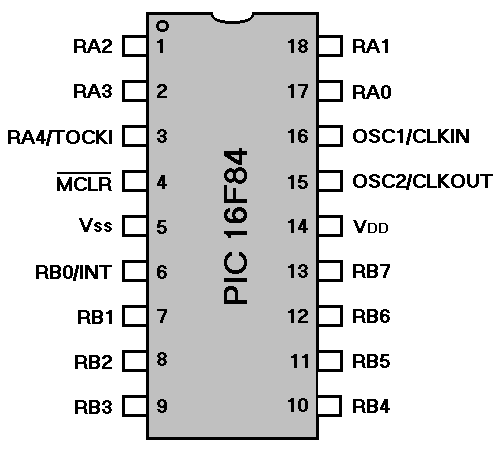 RA2 1 18 RA1
RA3 2 17 RA0
RA4/TOCKI 3 16 OSC1/CLKIN
MCLR 4 15 OSC2/CLKOUT
Vss 5 14 VDD
RB0/INT 6 13 RB7
RB1 7 12 RB6
RB2 8 11 RB5
RB3 9 10 RB4
PIC 16F84